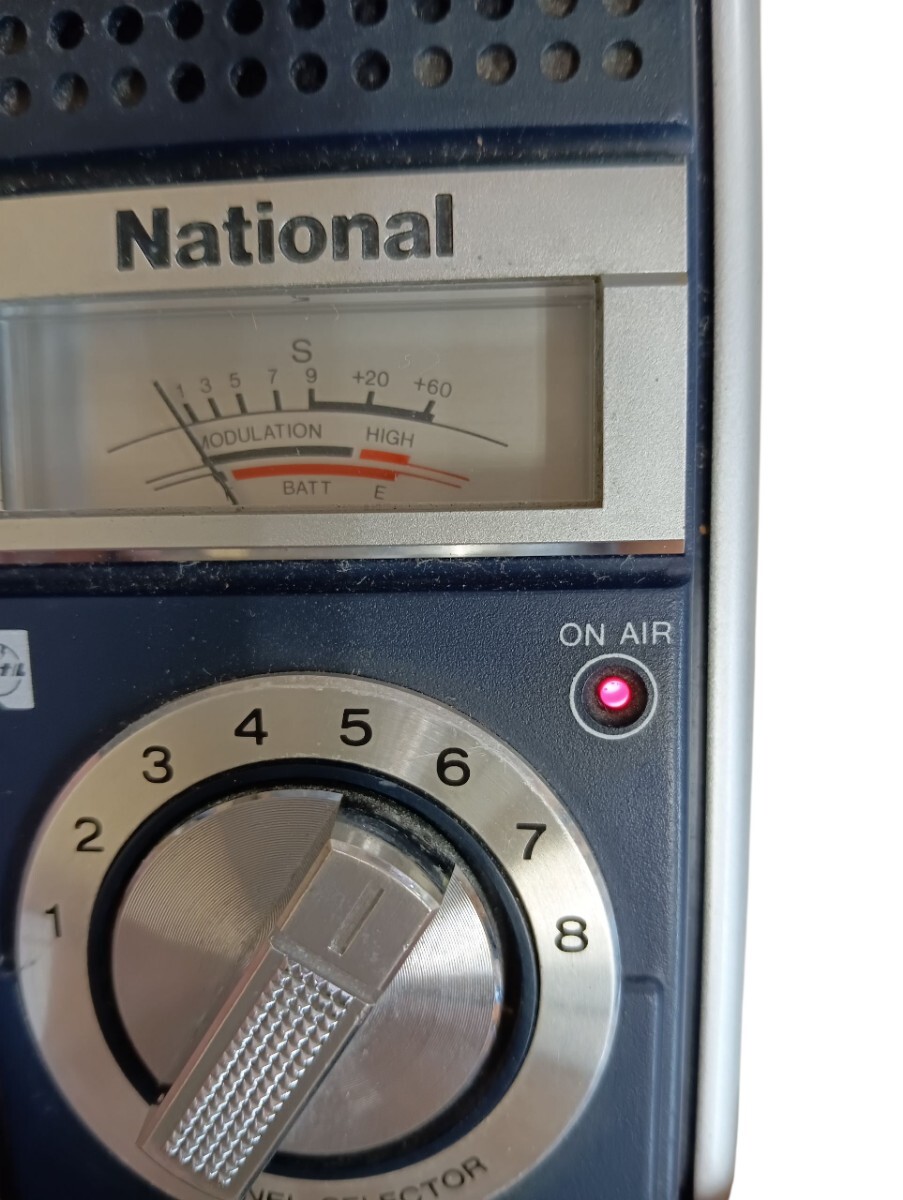 National
S
1 3 5 7 9 +20 +60
MODULATION HIGH
BATT E
ON AIR
1 2 3 4 5 6 7 8
SELECTOR